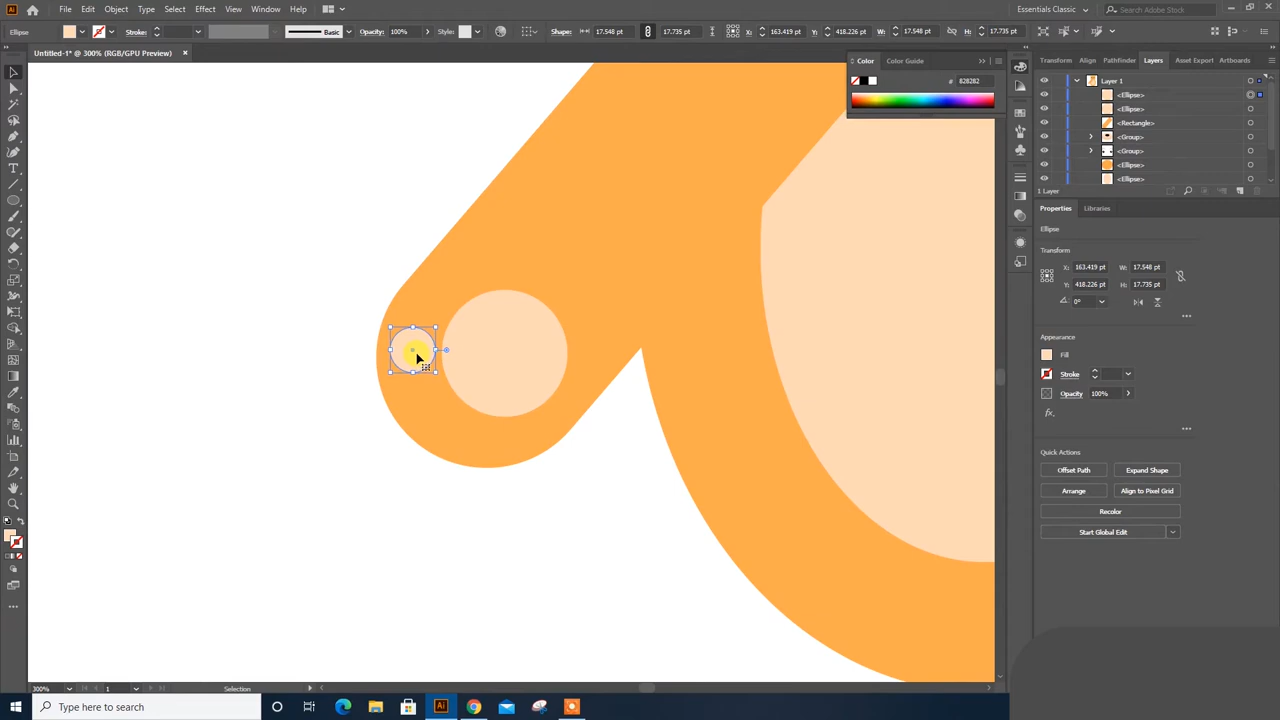 Ai File Edit Object Type Select Effect View Window Help Essentials Classic Search Adobe Stock
Ellipse Stroke: Basic Opacity: 100% Style: Shape: 17.548 pt 17.735 pt X: 163.419 pt Y: 418.226 pt W: 17.548 pt H: 17.735 pt
Untitled-1* @ 300% (RGB/GPU Preview) ×
Color Color Guide
# 828282
Transform Align Pathfinder Layers Asset Export Artboards
Layer 1
<Ellipse>
<Ellipse>
<Rectangle>
<Group>
<Group>
<Ellipse>
<Ellipse>
1 Layer
Properties Libraries
Ellipse
Transform
X: 163.419 pt W: 17.548 pt
Y: 418.226 pt H: 17.735 pt
0°
Appearance
Fill
Stroke
Opacity 100%
fx.
Quick Actions
Offset Path Expand Shape
Arrange Align to Pixel Grid
Recolor
Start Global Edit
300% 1 Selection
Type here to search Ai